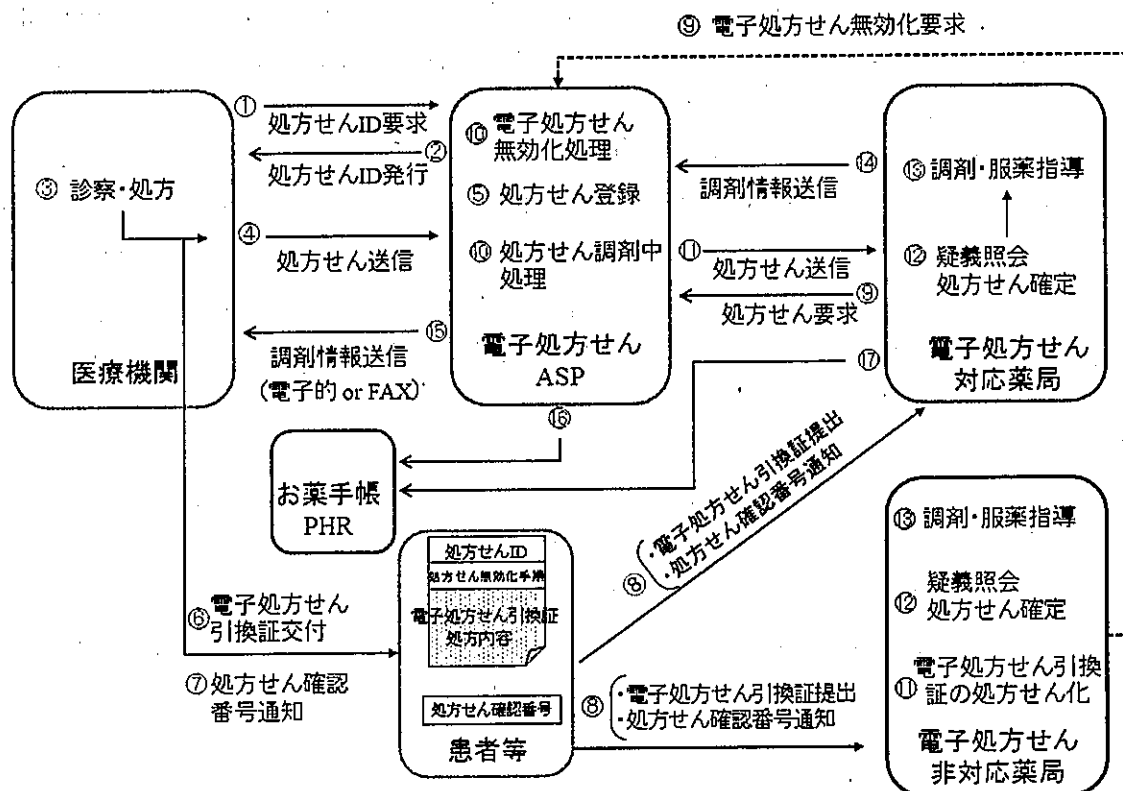 ⑨ 電子処方せん無効化要求
① 処方せんID要求
② 処方せんID発行
③ 診察・処方
④ 処方せん送信
⑮ 調剤情報送信
(電子的 or FAX)
医療機関
⑩ 電子処方せん
無効化処理
⑤ 処方せん登録
⑩ 処方せん調剤中
処理
電子処方せん
ASP
⑭ 調剤情報送信
⑪ 処方せん送信
⑨ 処方せん要求
⑬ 調剤・服薬指導
⑫ 疑義照会
処方せん確定
電子処方せん
対応薬局
⑰
⑯
お薬手帳
PHR
⑥ 電子処方せん
引換証交付
⑦ 処方せん確認
番号通知
処方せんID
処方せん無効化手順
電子処方せん引換証
処方内容
処方せん確認番号
患者等
⑧ ・電子処方せん引換証提出
・処方せん確認番号通知
⑧ ・電子処方せん引換証提出
・処方せん確認番号通知
⑬ 調剤・服薬指導
⑫ 疑義照会
処方せん確定
⑪ 電子処方せん引換
証の処方せん化
電子処方せん
非対応薬局